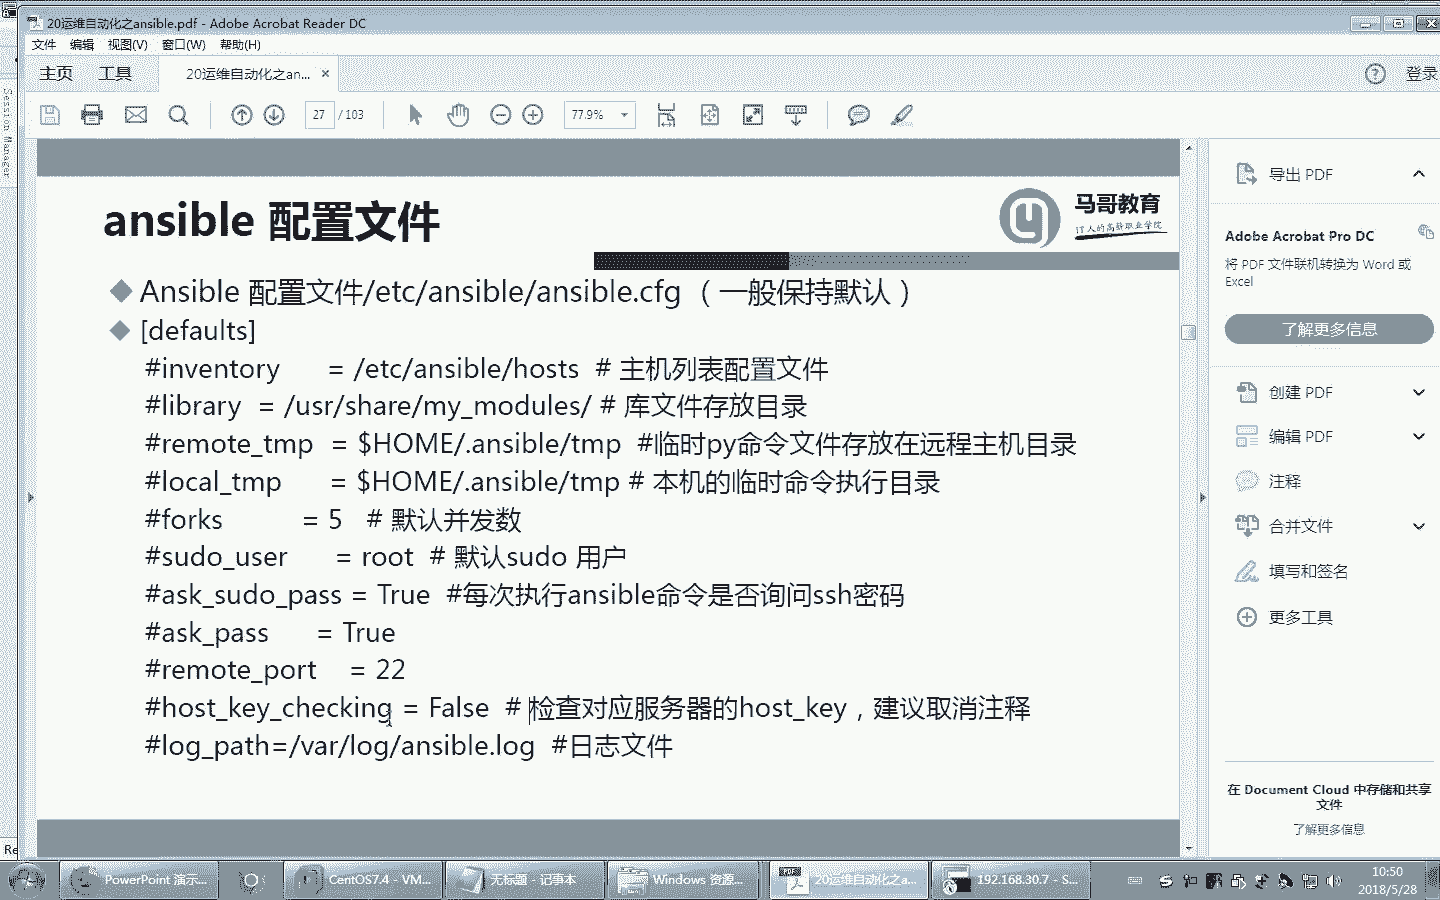 20运维自动化之ansible.pdf - Adobe Acrobat Reader DC
文件 编辑 视图(V) 窗口(W) 帮助(H)
主页 工具 20运维自动化之an... × 登录
27 / 103 77.9%
Session Manager
ansible 配置文件
马哥教育
IT人的高薪职业学院
Ansible 配置文件/etc/ansible/ansible.cfg （一般保持默认）
[defaults]
#inventory = /etc/ansible/hosts # 主机列表配置文件
#library = /usr/share/my_modules/ # 库文件存放目录
#remote_tmp = $HOME/.ansible/tmp #临时py命令文件存放在远程主机目录
#local_tmp = $HOME/.ansible/tmp # 本机的临时命令执行目录
#forks = 5 # 默认并发数
#sudo_user = root # 默认sudo 用户
#ask_sudo_pass = True #每次执行ansible命令是否询问ssh密码
#ask_pass = True
#remote_port = 22
#host_key_checking = False # 检查对应服务器的host_key，建议取消注释
#log_path=/var/log/ansible.log #日志文件
导出 PDF
Adobe Acrobat Pro DC
将 PDF 文件联机转换为 Word 或
Excel
了解更多信息
创建 PDF
编辑 PDF
注释
合并文件
填写和签名
更多工具
在 Document Cloud 中存储和共享
文件
了解更多信息
Re
PowerPoint 演示... CentOS7.4 - VM... 无标题 - 记事本 Windows 资源... 20运维自动化之a... 192.168.30.7 - S...
10:50
2018/5/28